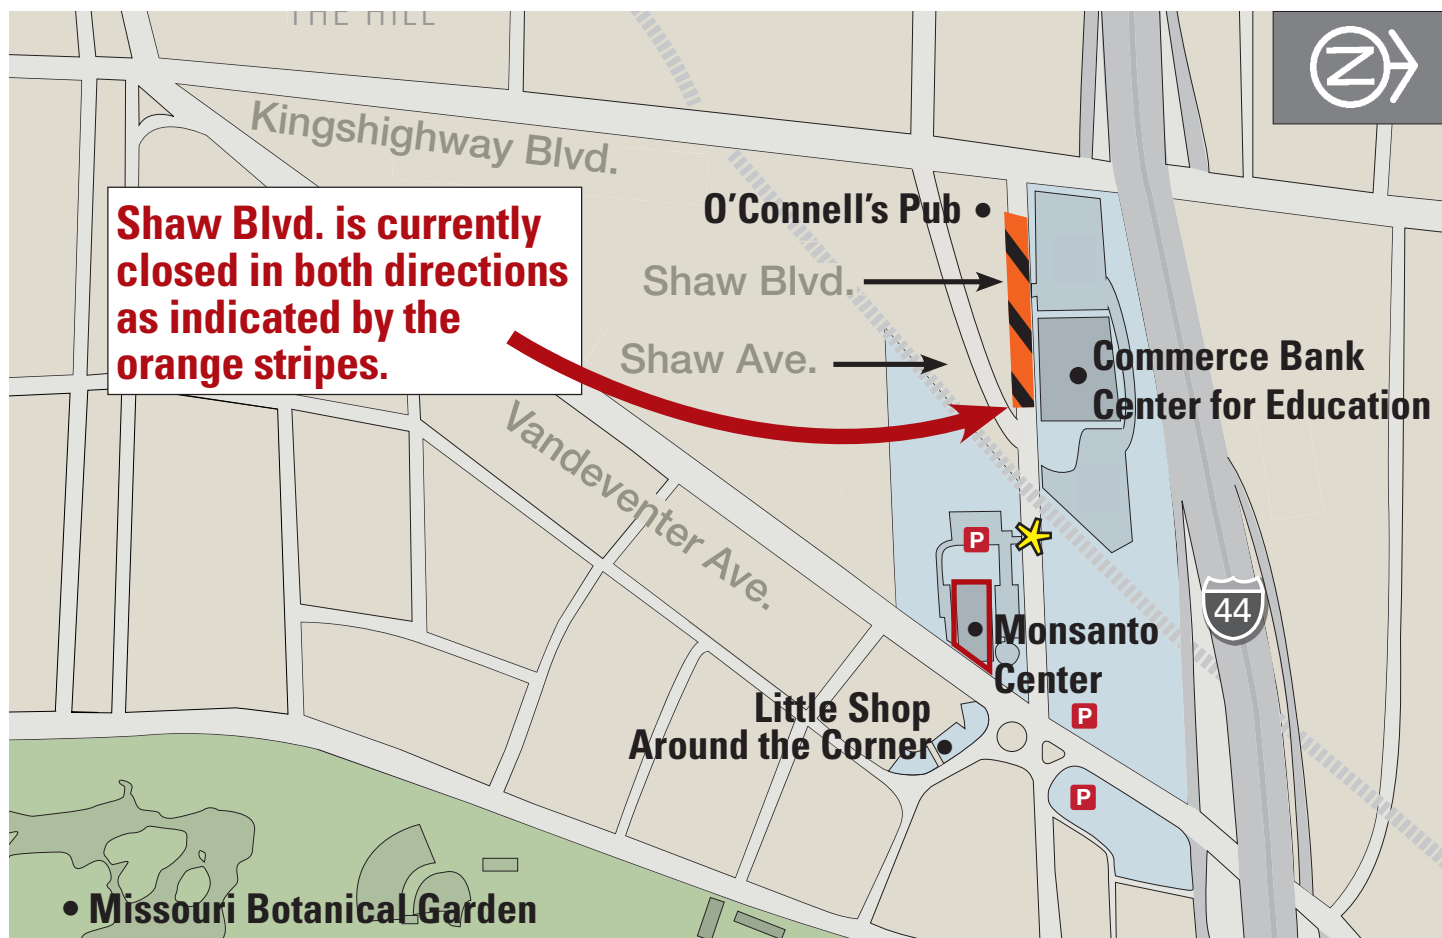 THE HILL
N
Kingshighway Blvd.
Shaw Blvd. is currently
closed in both directions
as indicated by the
orange stripes.
O'Connell's Pub
Shaw Blvd.
Shaw Ave.
Commerce Bank
Center for Education
Vandeventer Ave.
P
44
Monsanto
Center
Little Shop
Around the Corner
P
P
Missouri Botanical Garden